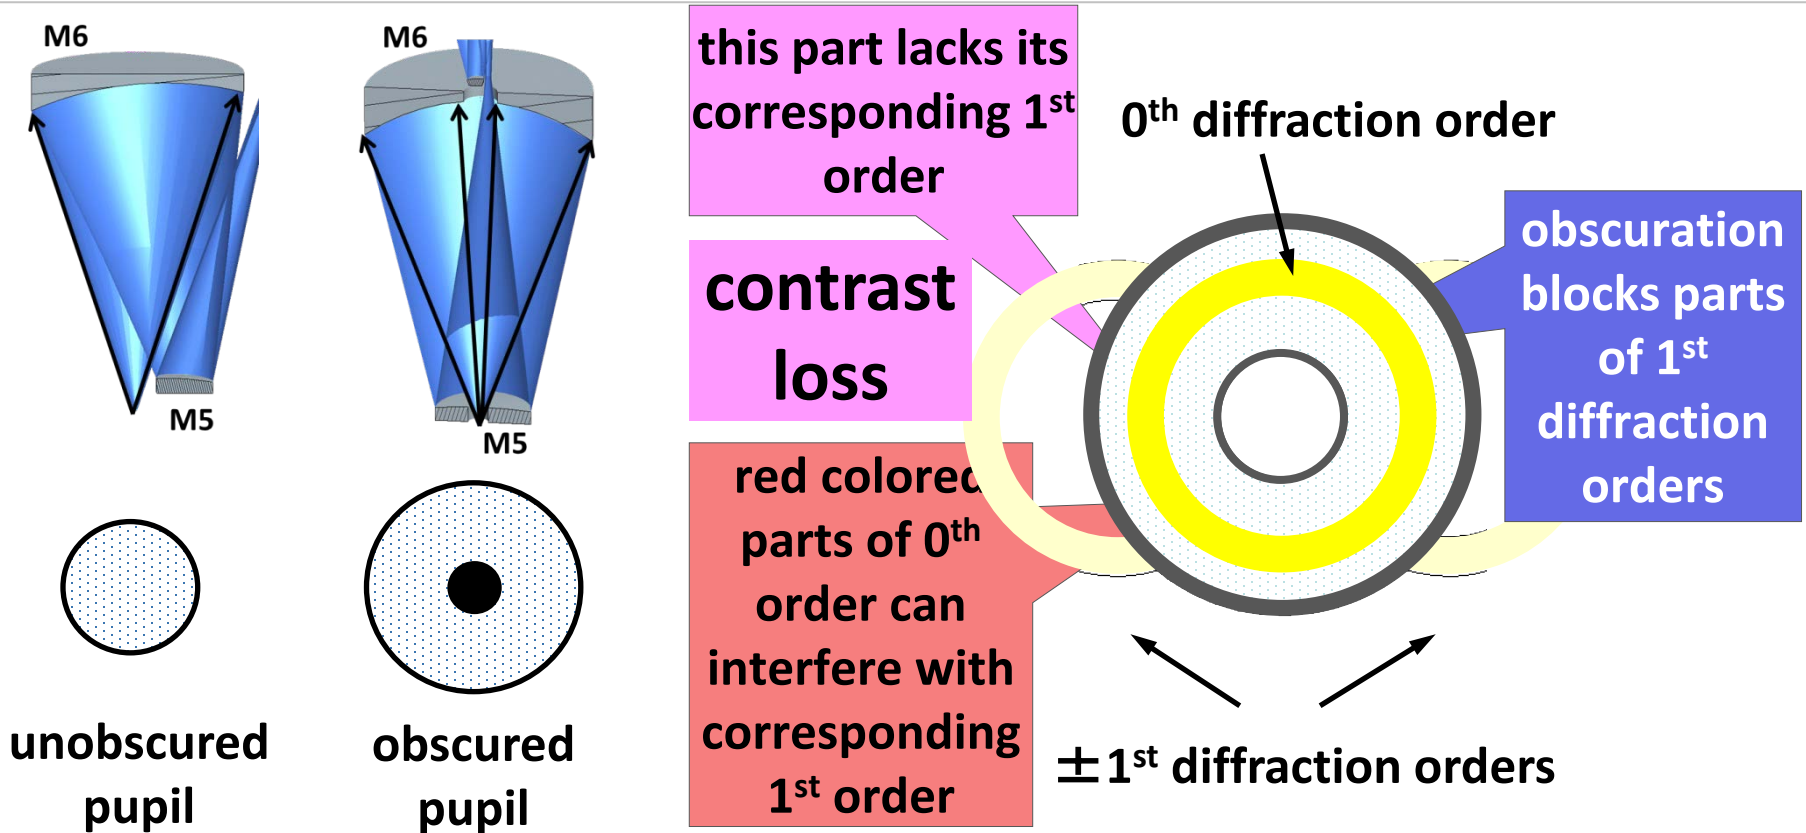 M6
M5
unobscured
pupil
M6
M5
obscured
pupil
this part lacks its
corresponding 1st
order
contrast
loss
red colored
parts of 0th
order can
interfere with
corresponding
1st order
0th diffraction order
obscuration
blocks parts
of 1st
diffraction
orders
±1st diffraction orders